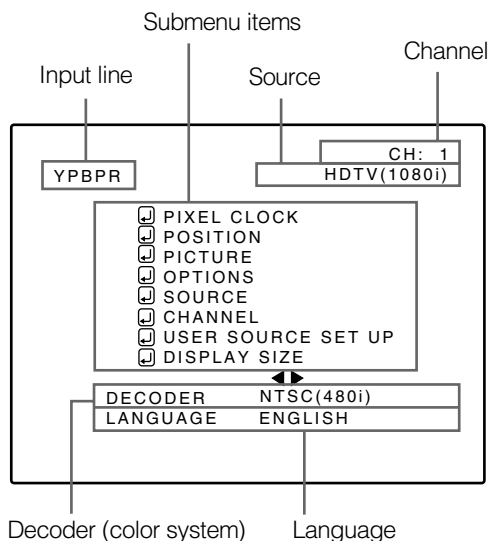 Submenu items
Channel
Input line
Source
CH: 1
YPBPR
HDTV(1080i)
PIXEL CLOCK
POSITION
PICTURE
OPTIONS
SOURCE
CHANNEL
USER SOURCE SET UP
DISPLAY SIZE
DECODER NTSC(480i)
LANGUAGE ENGLISH
Decoder (color system)
Language